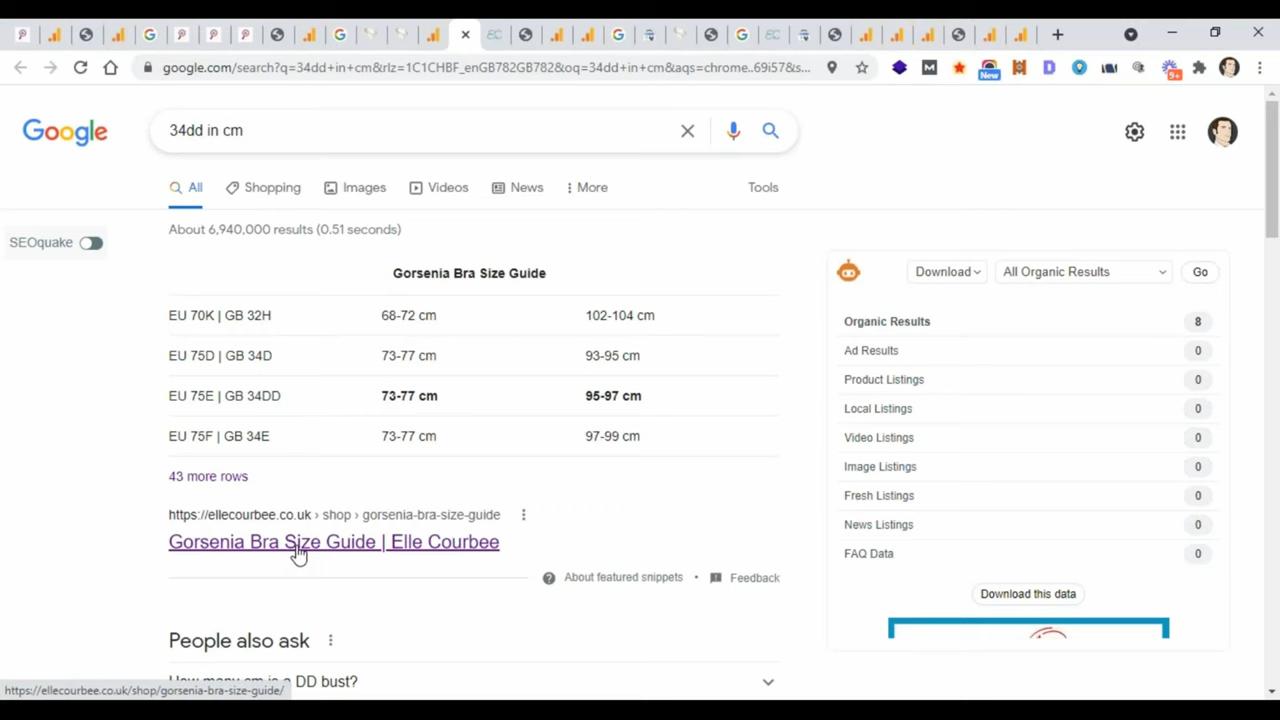 google.com/search?q=34dd+in+cm&rlz=1C1CHBF_enGB782GB782&oq=34dd+in+cm&aqs=chrome..69i57&s...
New
9+
Google
34dd in cm
All
Shopping
Images
Videos
News
More
Tools
About 6,940,000 results (0.51 seconds)
SEOquake
Gorsenia Bra Size Guide
EU 70K | GB 32H 68-72 cm 102-104 cm
EU 75D | GB 34D 73-77 cm 93-95 cm
EU 75E | GB 34DD 73-77 cm 95-97 cm
EU 75F | GB 34E 73-77 cm 97-99 cm
43 more rows
https://ellecourbee.co.uk › shop › gorsenia-bra-size-guide
Gorsenia Bra Size Guide | Elle Courbee
About featured snippets • Feedback
People also ask
How many cm is a DD bust?
https://ellecourbee.co.uk/shop/gorsenia-bra-size-guide/
Download
All Organic Results
Go
Organic Results 8
Ad Results 0
Product Listings 0
Local Listings 0
Video Listings 0
Image Listings 0
Fresh Listings 0
News Listings 0
FAQ Data 0
Download this data